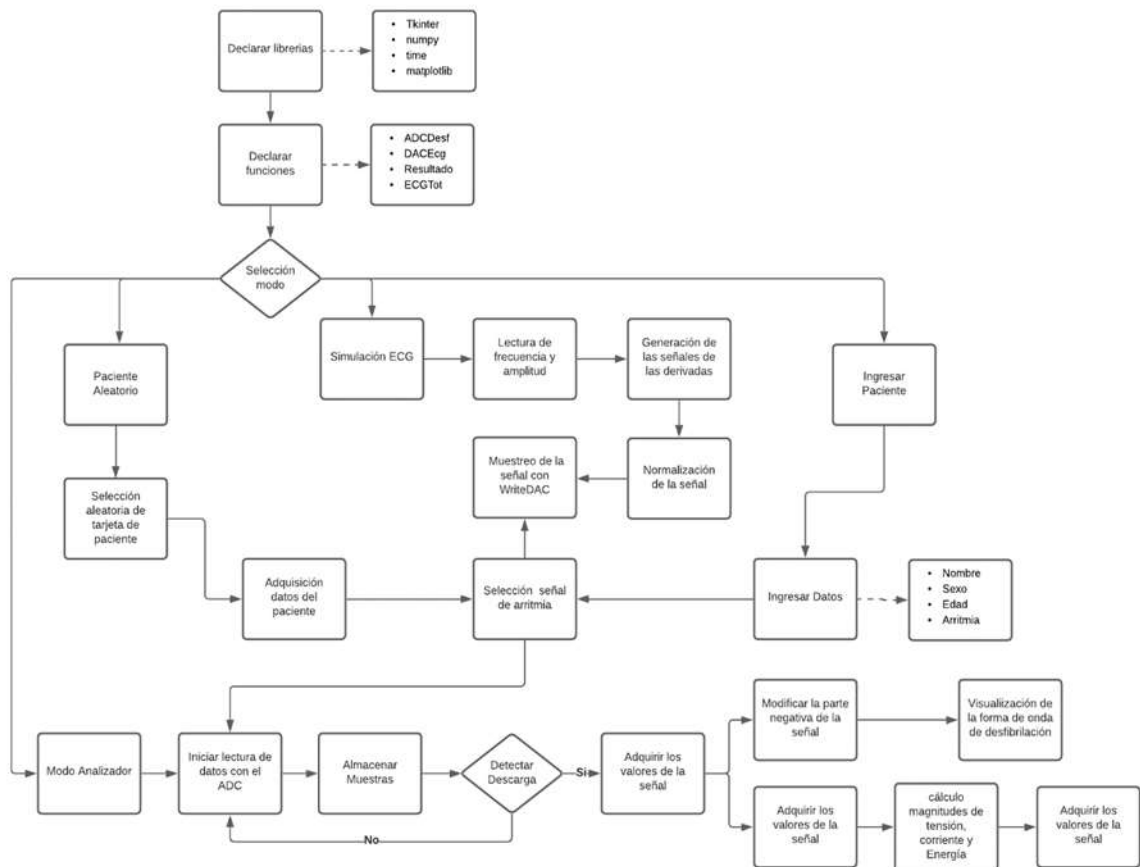 Declarar librerias
• Tkinter
• numpy
• time
• matplotlib
Declarar
funciones
• ADCDesf
• DACEcg
• Resultado
• ECGTot
Selección
modo
Paciente
Aleatorio
Simulación ECG
Lectura de
frecuencia y
amplitud
Generación de
las señales de
las derivadas
Ingresar
Paciente
Muestreo de la
señal con
WriteDAC
Normalización
de la señal
Selección
aleatoria de
tarjeta de
paciente
Adquisición
datos del
paciente
Selección señal
de arritmia
Ingresar Datos
• Nombre
• Sexo
• Edad
• Arritmia
Modificar la parte
negativa de la
señal
Visualización de
la forma de onda
de desfibrilación
Modo Analizador
Iniciar lectura de
datos con el
ADC
Almacenar
Muestras
Detectar
Descarga
Si
Adquirir los
valores de la
señal
No
Adquirir los
valores de la
señal
cálculo
magnitudes de
tensión,
corriente y
Energía
Adquirir los
valores de la
señal